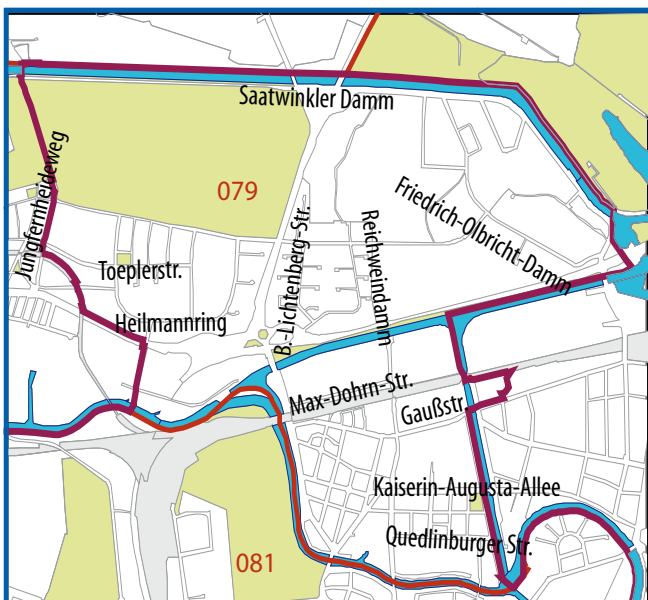 Saatwinkler Damm
Jungfernheideweg
079
Friedrich-Olbricht-Damm
B.-Lichtenberg-Str.
Reichweindamm
Toeplerstr.
Heilmannring
Max-Dohrn-Str.
Gaußstr.
Kaiserin-Augusta-Allee
Quedlinburger Str.
081